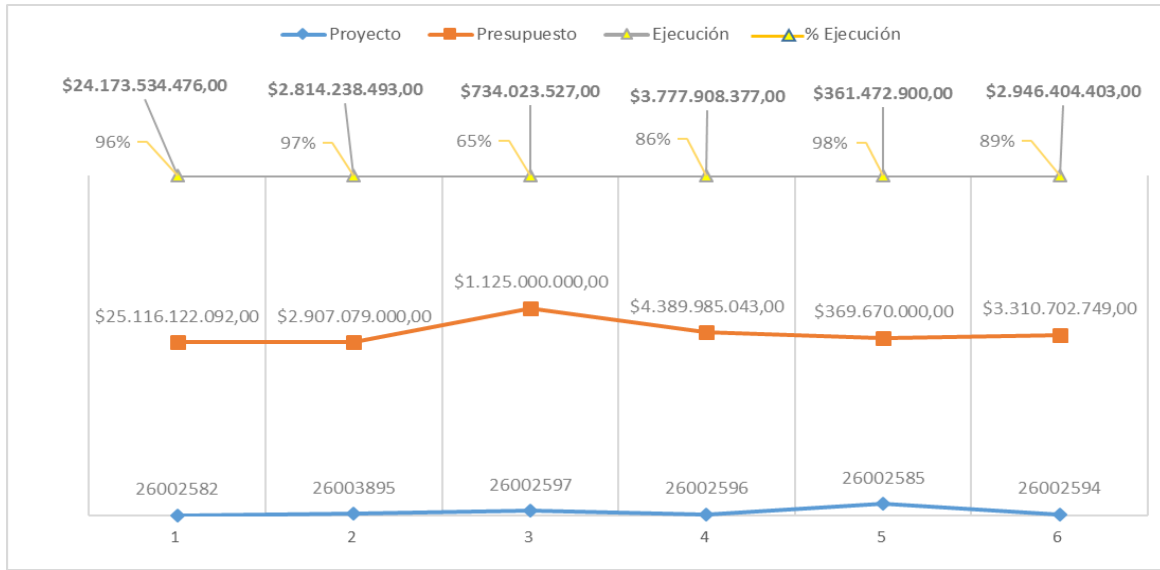 Proyecto Presupuesto Ejecución % Ejecución
$24.173.534.476,00 $2.814.238.493,00 $734.023.527,00 $3.777.908.377,00 $361.472.900,00 $2.946.404.403,00
96% 97% 65% 86% 98% 89%
$25.116.122.092,00 $2.907.079.000,00 $1.125.000.000,00 $4.389.985.043,00 $369.670.000,00 $3.310.702.749,00
26002582 26003895 26002597 26002596 26002585 26002594
1 2 3 4 5 6